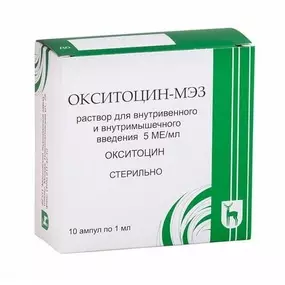 ОКСИТОЦИН-МЭЗ
раствор для внутривенного
и внутримышечного
введения 5 МЕ/мл
ОКСИТОЦИН
СТЕРИЛЬНО
10 ампул по 1 мл